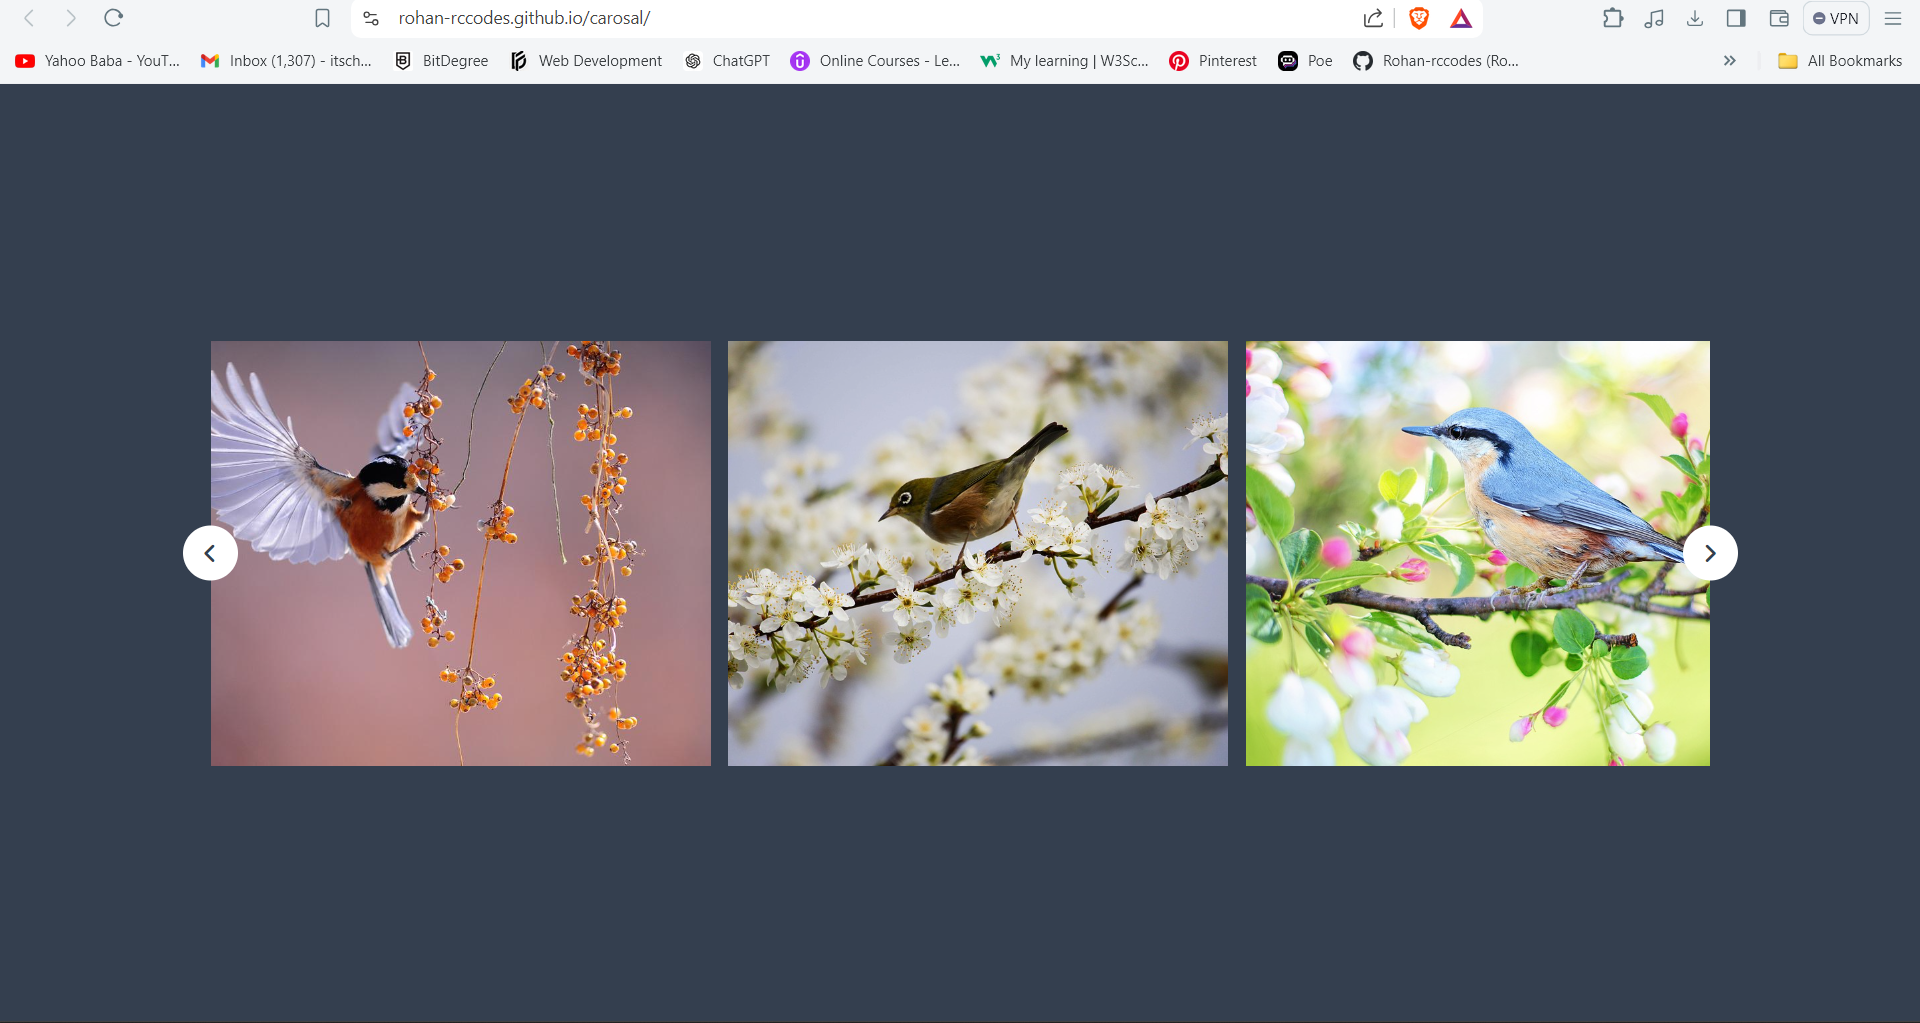 rohan-rccodes.github.io/carosal/
VPN
Yahoo Baba - YouT...
Inbox (1,307) - itsch...
BitDegree
Web Development
ChatGPT
Online Courses - Le...
My learning | W3Sc...
Pinterest
Poe
Rohan-rccodes (Ro...
All Bookmarks